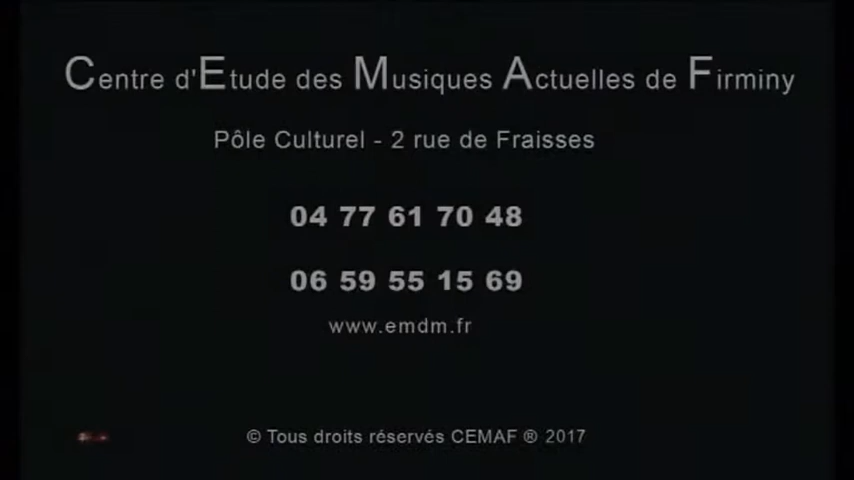 Centre d'Etude des Musiques Actuelles de Firminy
Pôle Culturel - 2 rue de Fraisses
04 77 61 70 48
06 59 55 15 69
www.emdm.fr
© Tous droits réservés CEMAF ® 2017